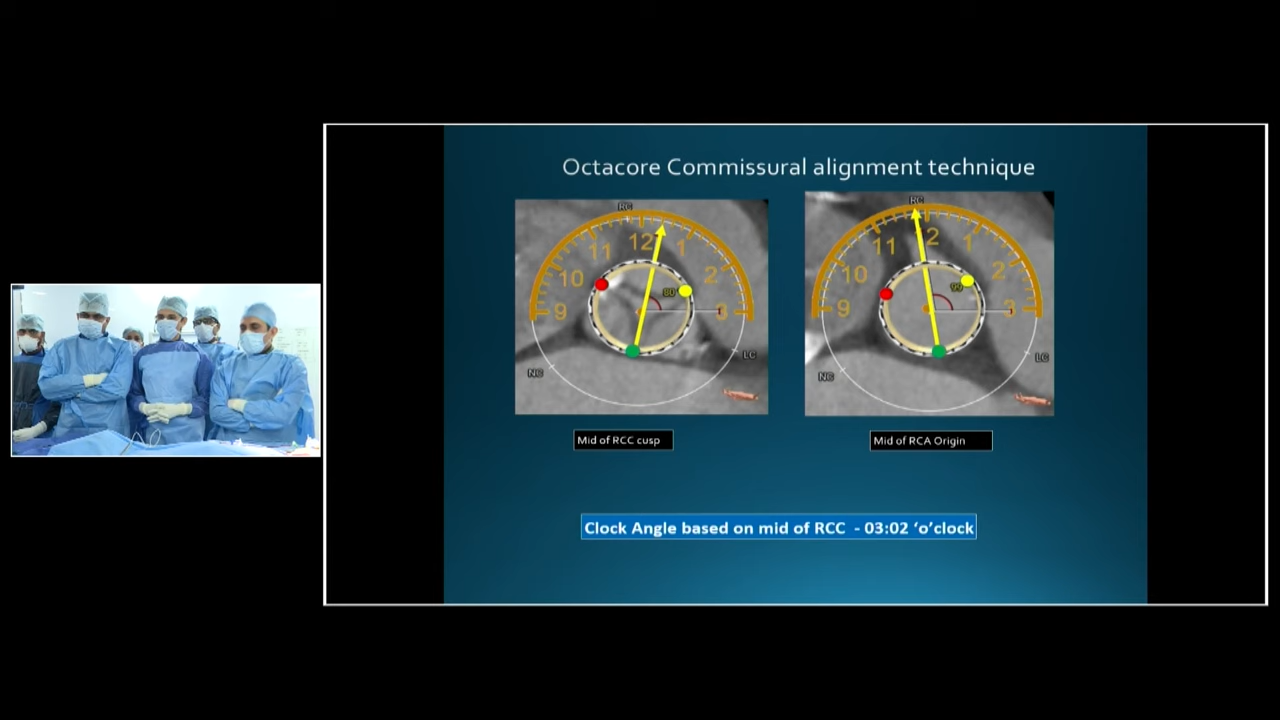 Octacore Commissural alignment technique
RC
9 10 11 12 1 2 3
80
NC
LC
RC
9 10 11 2 1 2 3
99
NC
LC
Mid of RCC cusp
Mid of RCA Origin
Clock Angle based on mid of RCC - 03:02 ‘o’clock